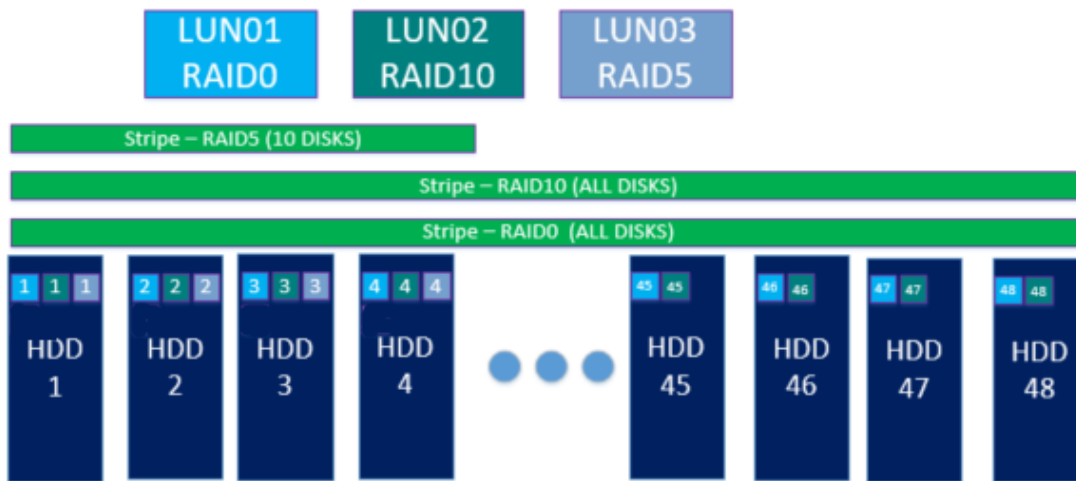 LUN01
RAID0
LUN02
RAID10
LUN03
RAID5
Stripe – RAID5 (10 DISKS)
Stripe – RAID10 (ALL DISKS)
Stripe – RAID0 (ALL DISKS)
1 1 1
2 2 2
3 3 3
4 4 4
45 45
46 46
47 47
48 48
HDD
1
HDD
2
HDD
3
HDD
4
HDD
45
HDD
46
HDD
47
HDD
48